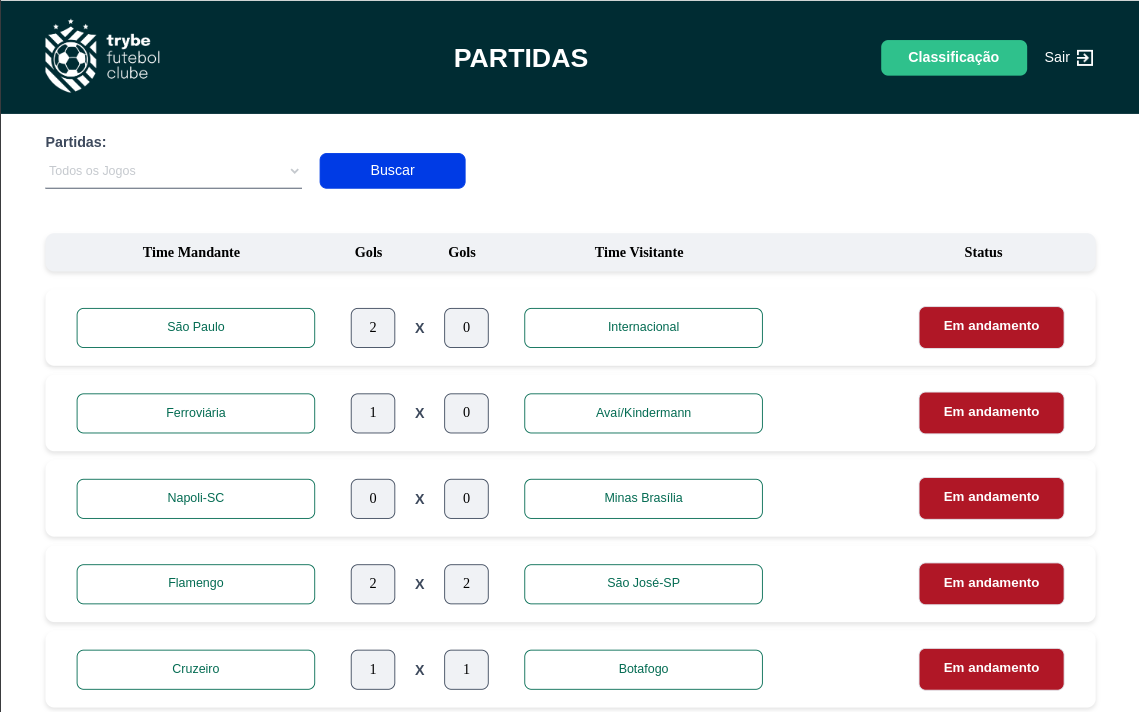 trybe
futebol
clube
PARTIDAS
Classificação
Sair
Partidas:
Todos os Jogos
Buscar
Time Mandante Gols Gols Time Visitante Status
São Paulo 2 X 0 Internacional Em andamento
Ferroviária 1 X 0 Avaí/Kindermann Em andamento
Napoli-SC 0 X 0 Minas Brasília Em andamento
Flamengo 2 X 2 São José-SP Em andamento
Cruzeiro 1 X 1 Botafogo Em andamento